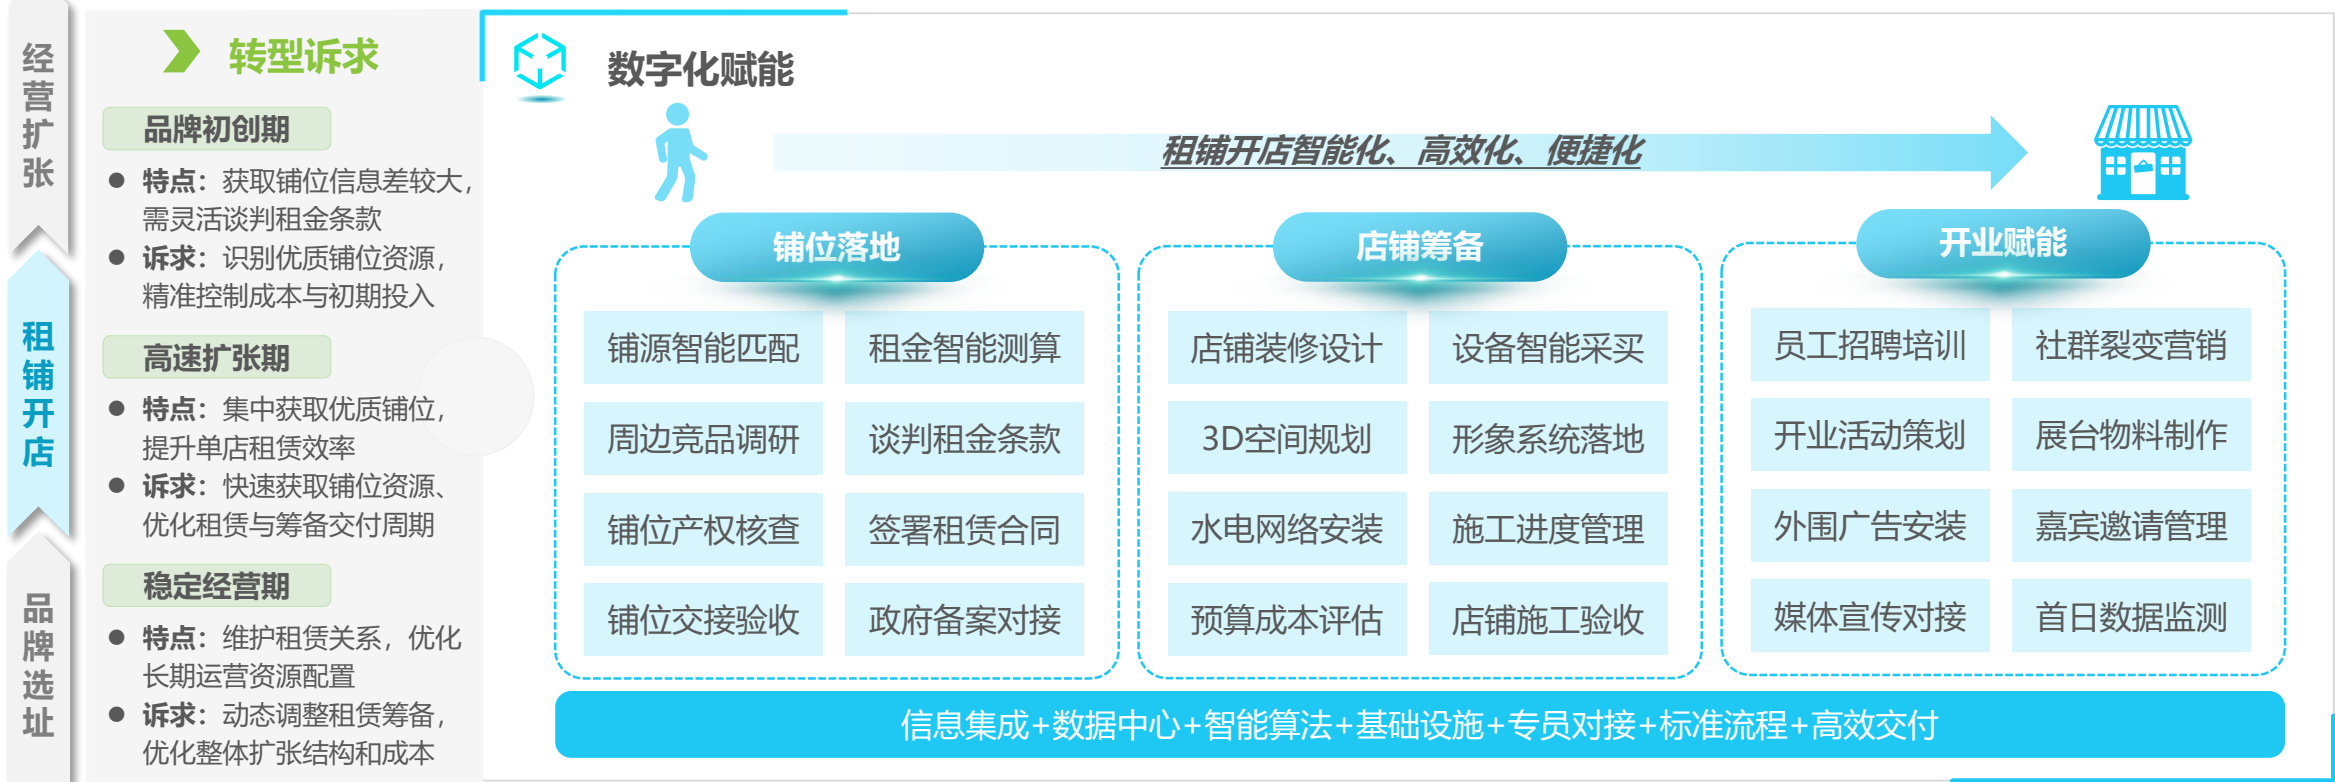 经营扩张
租铺开店
品牌选址
转型诉求
品牌初创期
● 特点：获取铺位信息差较大，
需灵活谈判租金条款
● 诉求：识别优质铺位资源，
精准控制成本与初期投入
高速扩张期
● 特点：集中获取优质铺位，
提升单店租赁效率
● 诉求：快速获取铺位资源、
优化租赁与筹备交付周期
稳定经营期
● 特点：维护租赁关系，优化
长期运营资源配置
● 诉求：动态调整租赁筹备，
优化整体扩张结构和成本
数字化赋能
租铺开店智能化、高效化、便捷化
铺位落地
铺源智能匹配
租金智能测算
周边竞品调研
谈判租金条款
铺位产权核查
签署租赁合同
铺位交接验收
政府备案对接
店铺筹备
店铺装修设计
设备智能采买
3D空间规划
形象系统落地
水电网络安装
施工进度管理
预算成本评估
店铺施工验收
开业赋能
员工招聘培训
社群裂变营销
开业活动策划
展台物料制作
外围广告安装
嘉宾邀请管理
媒体宣传对接
首日数据监测
信息集成+数据中心+智能算法+基础设施+专员对接+标准流程+高效交付